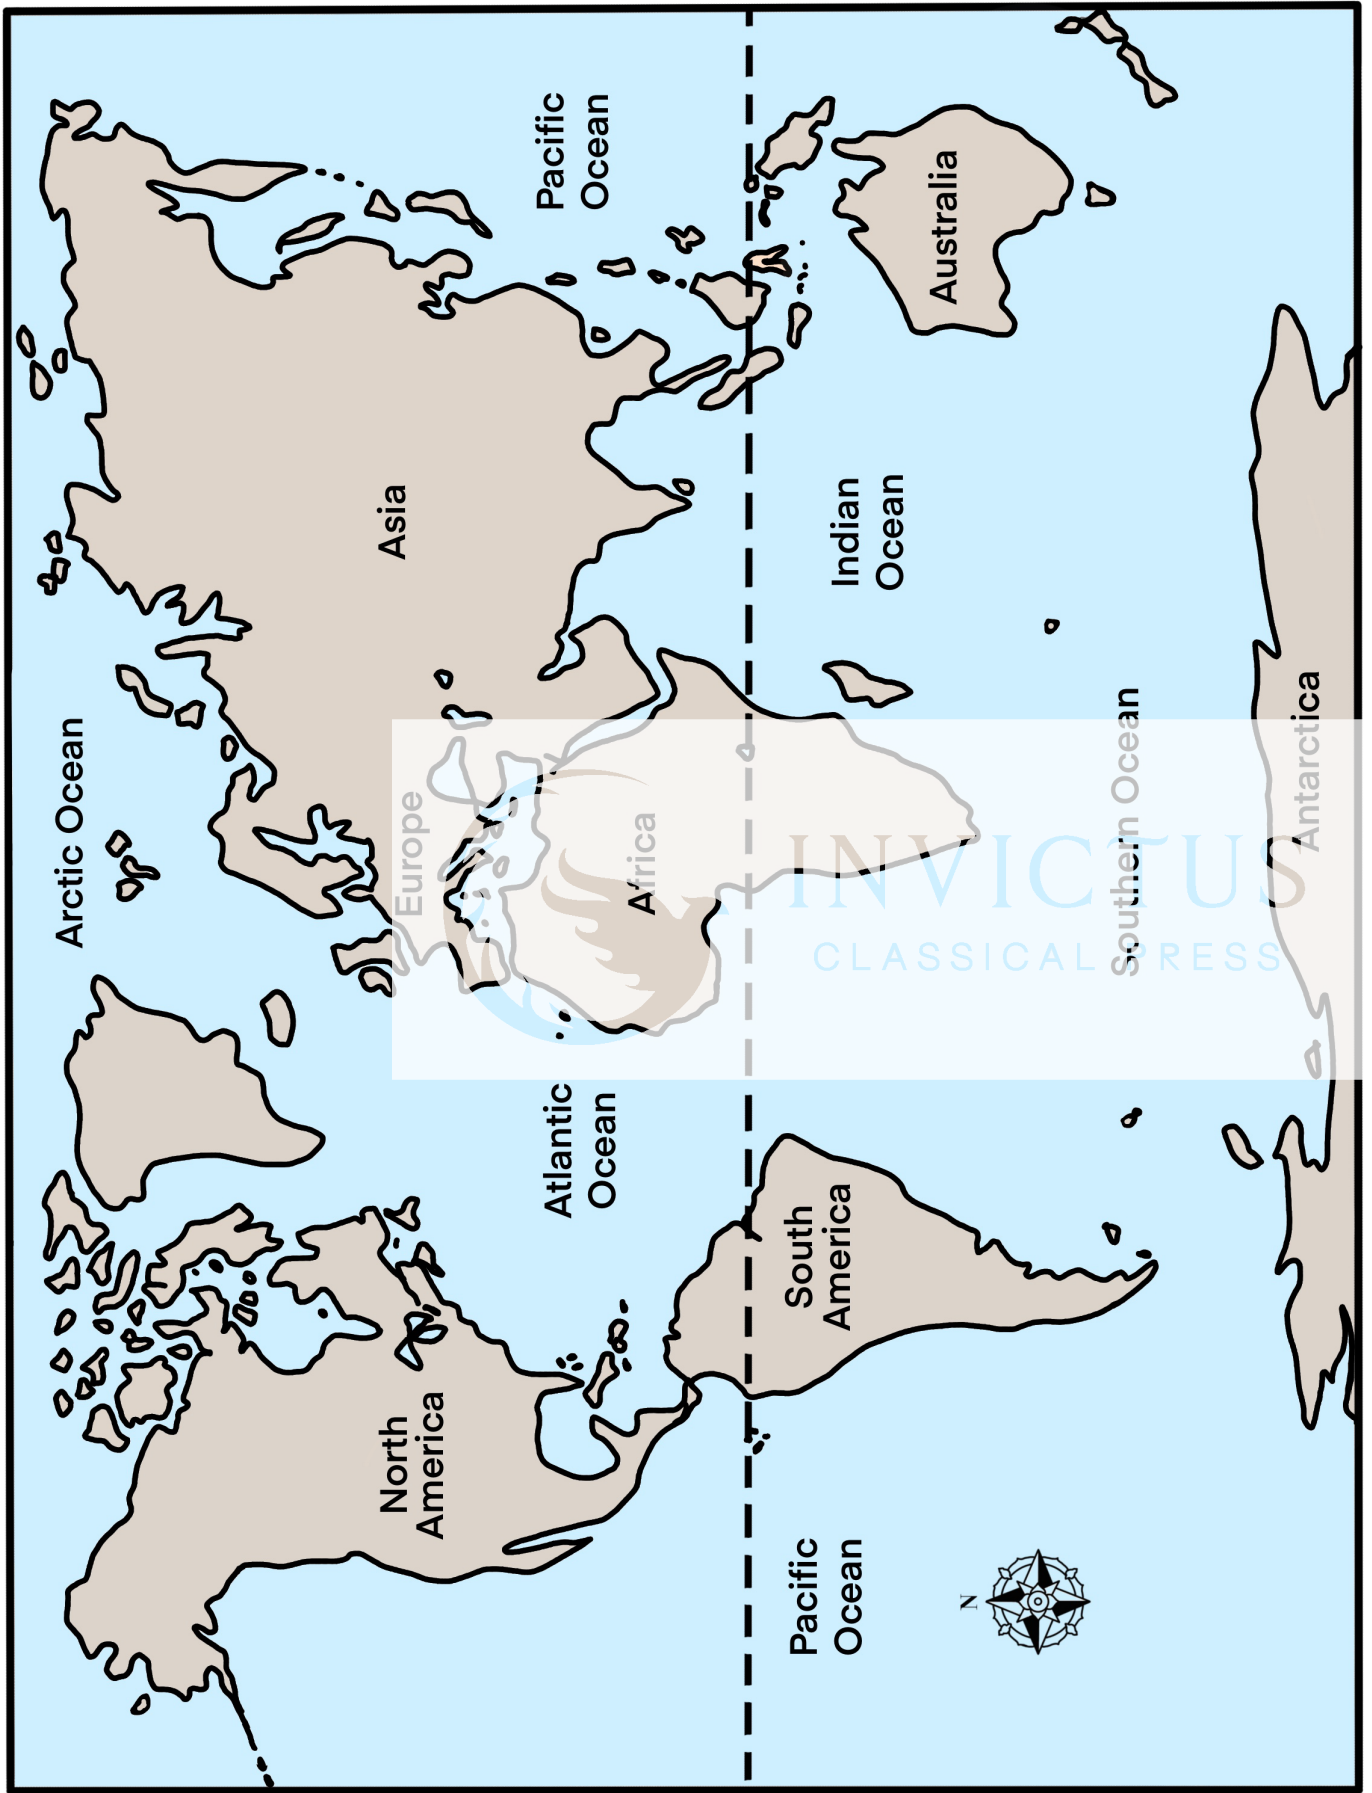 Arctic Ocean
North
America
Europe
Asia
Atlantic
Ocean
Pacific
Ocean
Africa
Pacific
Ocean
South
America
Indian
Ocean
Australia
N
Southern Ocean
Antarctica
INVICTUS
CLASSICAL PRESS